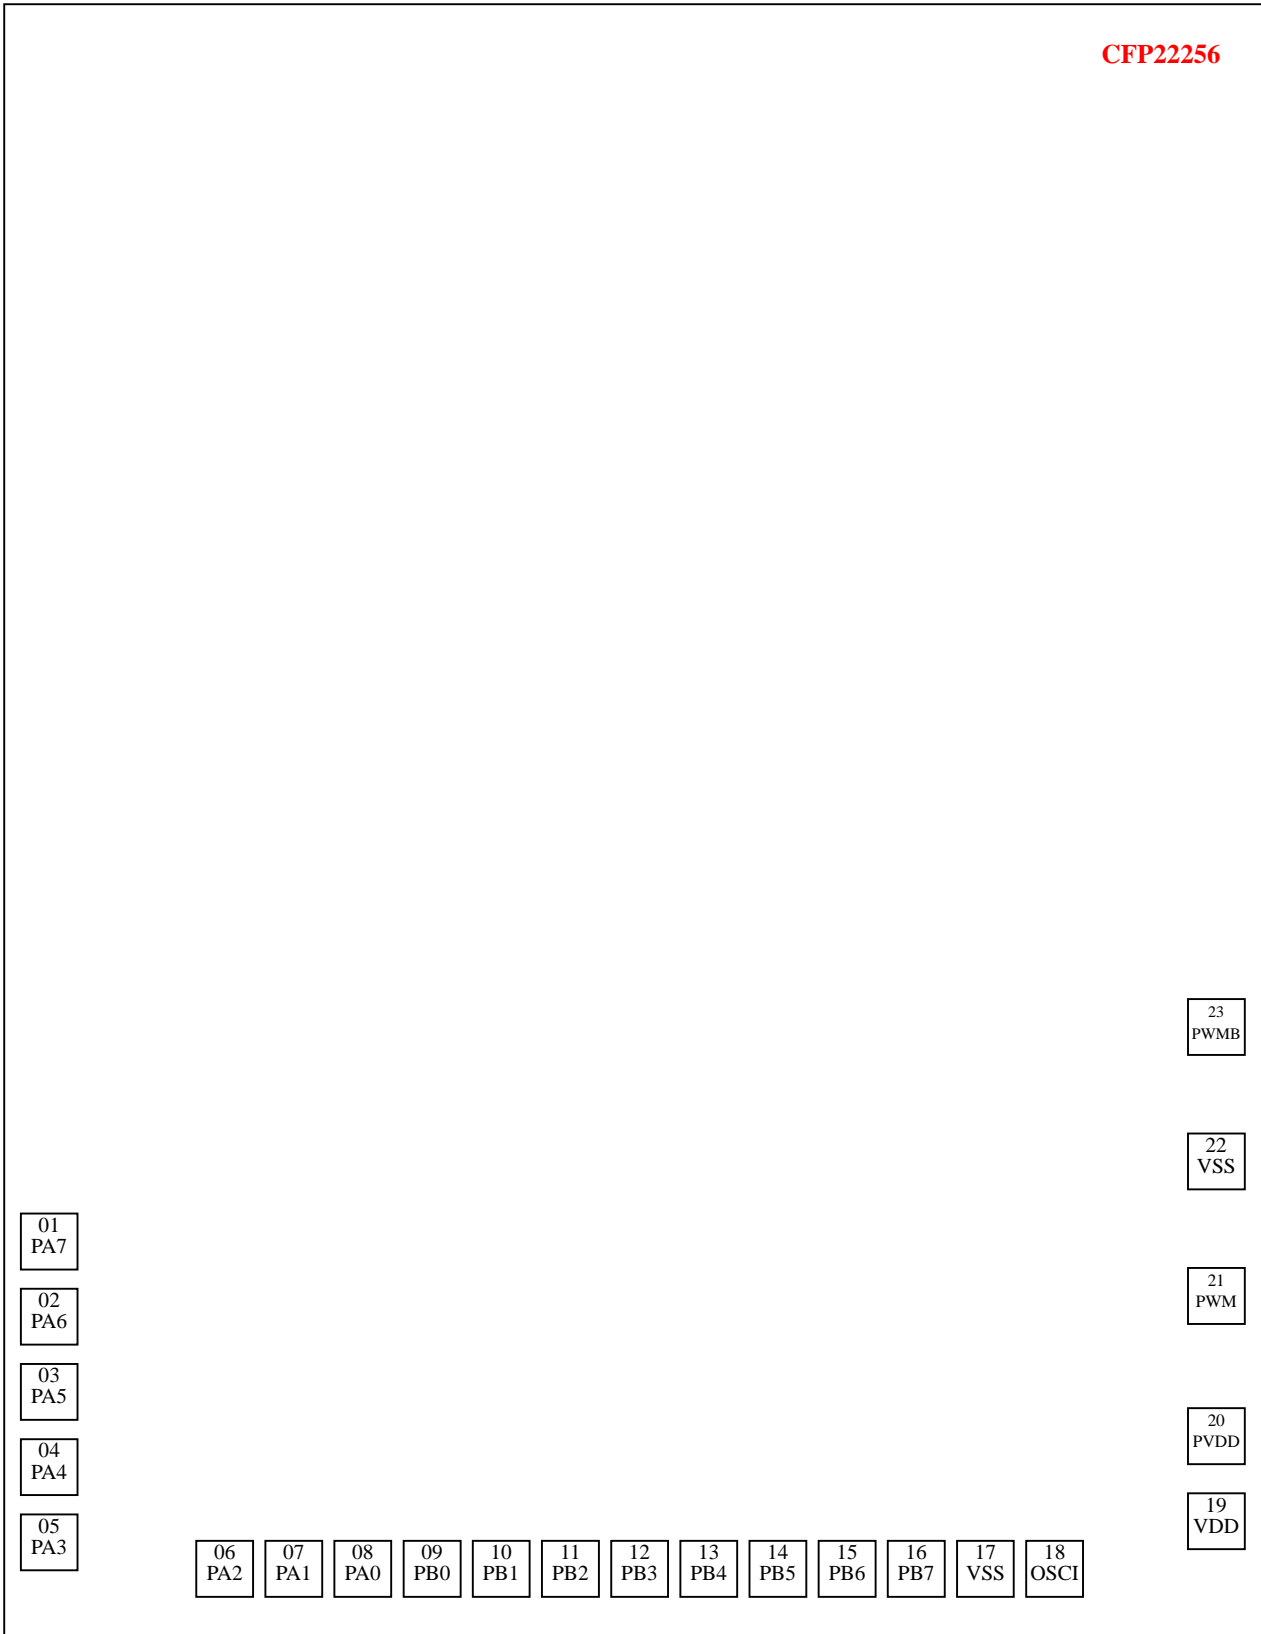 CFP22256
23
PWMB
22
VSS
01
PA7
21
PWM
02
PA6
03
PA5
20
PVDD
04
PA4
19
VDD
05
PA3
06
PA2
07
PA1
08
PA0
09
PB0
10
PB1
11
PB2
12
PB3
13
PB4
14
PB5
15
PB6
16
PB7
17
VSS
18
OSCI